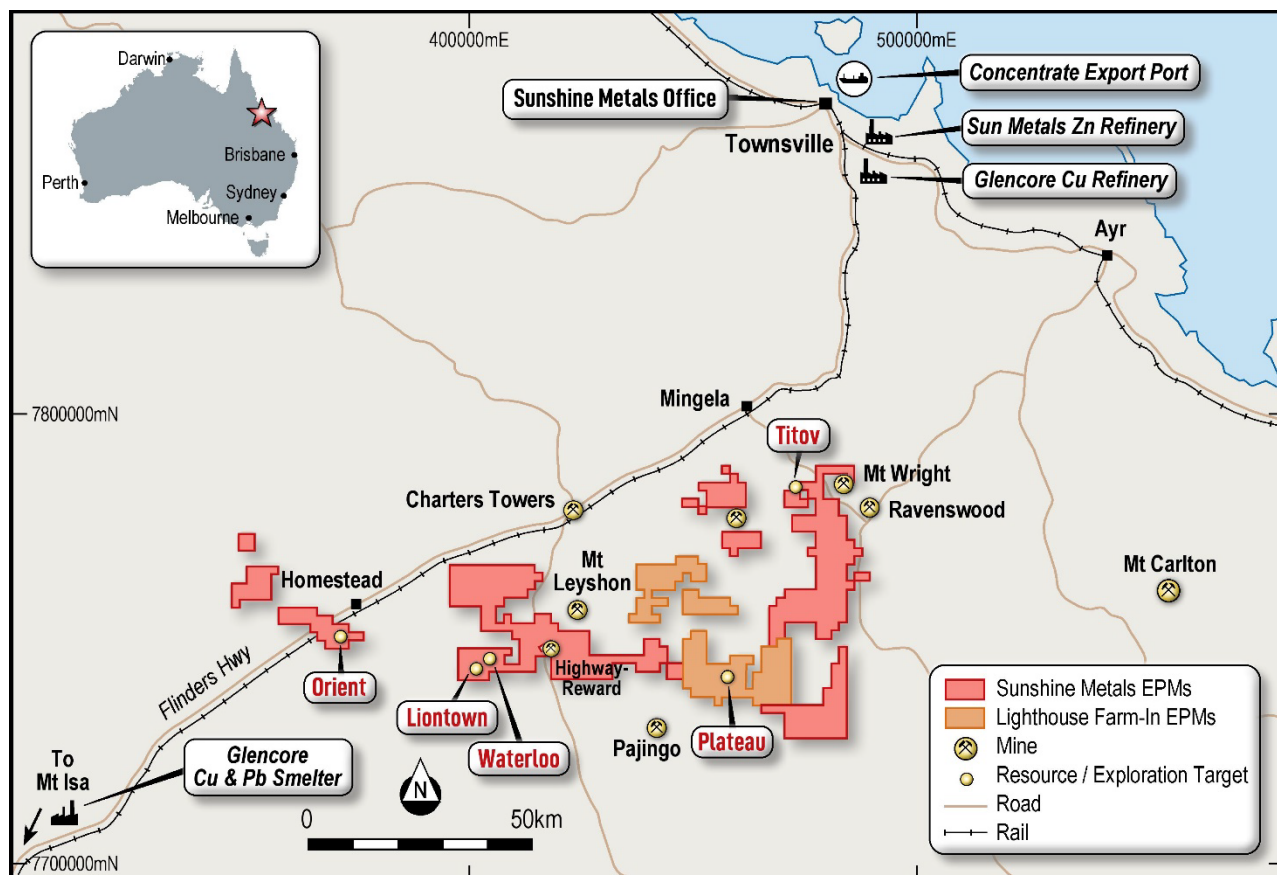 400000mE
500000mE
Darwin
Brisbane
Perth
Sydney
Melbourne
Sunshine Metals Office
Concentrate Export Port
Townsville
Sun Metals Zn Refinery
Glencore Cu Refinery
Ayr
7800000mN
Mingela
Titov
Mt Wright
Charters Towers
Ravenswood
Mt
Leyshon
Mt Carlton
Homestead
Highway-
Reward
Orient
Flinders Hwy
Liontown
Waterloo
Pajingo
Plateau
To
Mt Isa
Glencore
Cu & Pb Smelter
N
0
50km
7700000mN
Sunshine Metals EPMs
Lighthouse Farm-In EPMs
Mine
Resource / Exploration Target
Road
Rail